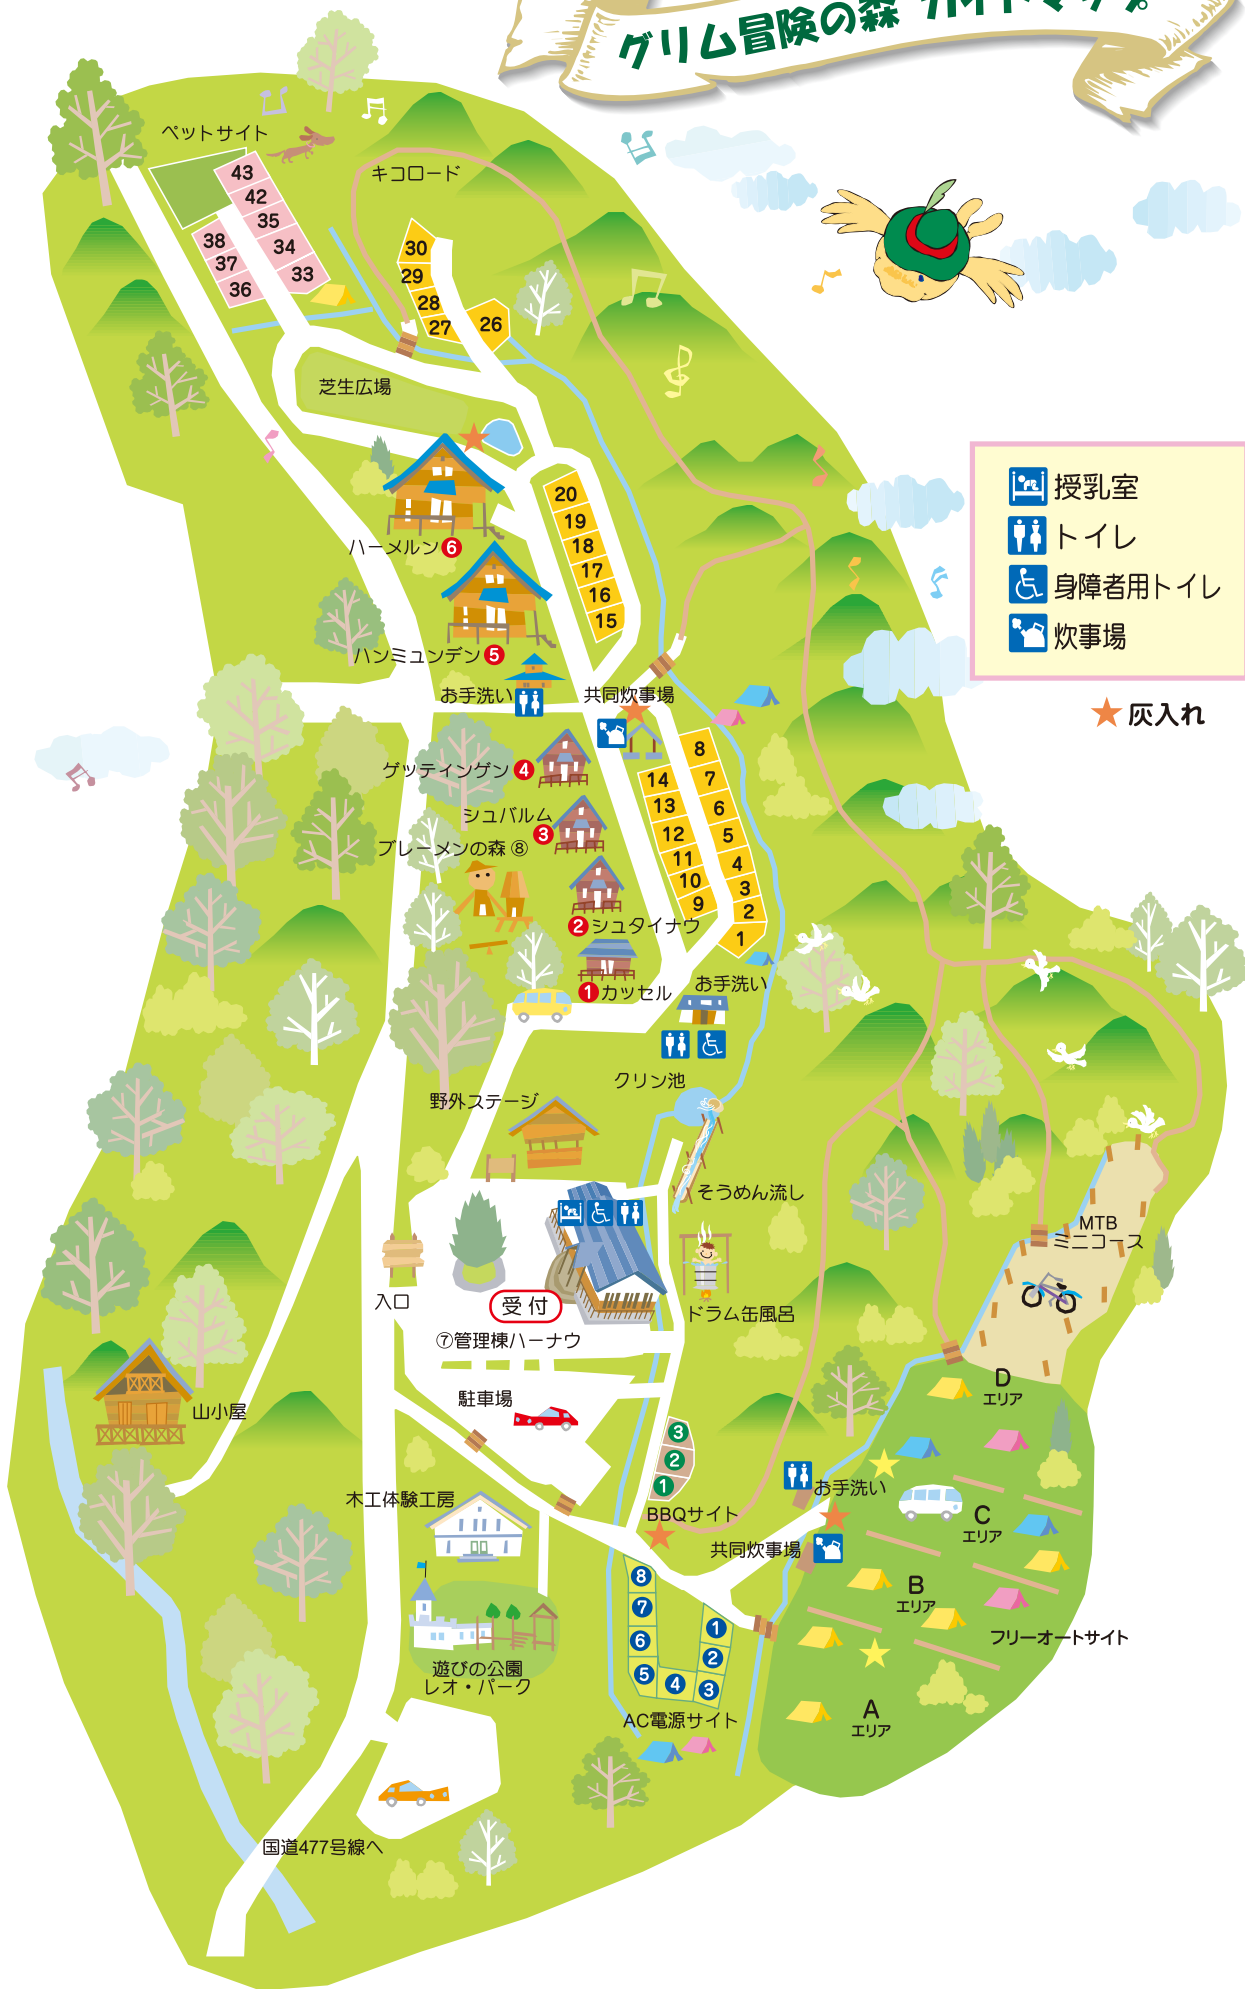 グリム冒険の森 ガイドマップ
ペットサイト
キコロード
43
42
35
34
33
38
37
36
30
29
28
27
26
芝生広場
20
19
18
17
16
15
ハーメルン ❻
ハンミュンデン ❺
お手洗い
共同炊事場
授乳室
トイレ
身障者用トイレ
炊事場
★ 灰入れ
ゲッティンゲン ❹
シュバルム
❸
ブレーメンの森 ⑧
❷ シュタイナウ
❶ カッセル
14
13
12
11
10
9
8
7
6
5
4
3
2
1
お手洗い
クリン池
野外ステージ
そうめん流し
MTB
ミニコース
入口
受付
⑦管理棟ハーナウ
ドラム缶風呂
山小屋
駐車場
3
2
1
BBQサイト
お手洗い
共同炊事場
D
エリア
C
エリア
B
エリア
A
エリア
フリーオートサイト
木工体験工房
遊びの公園
レオ・パーク
8
7
6
5
4
3
2
1
AC電源サイト
国道477号線へ